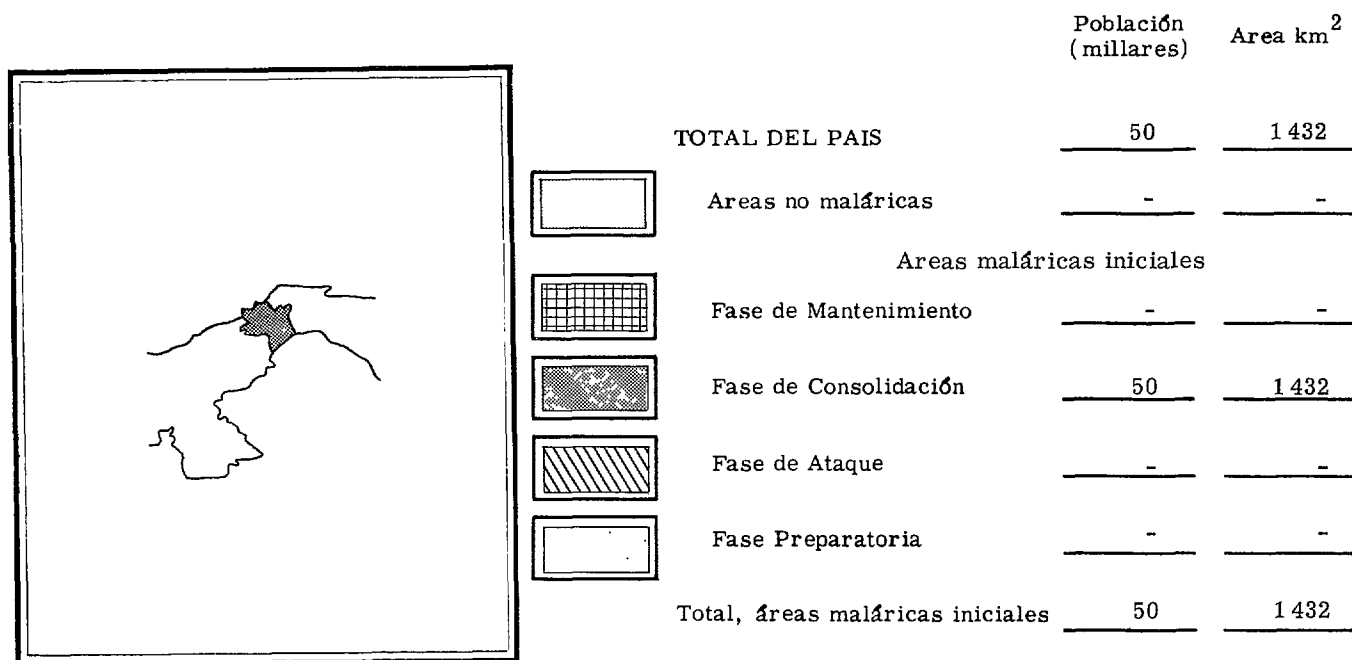 Población Area km2
(millares)
TOTAL DEL PAIS 50 1 432
Areas no maláricas - -
Areas maláricas iniciales
Fase de Mantenimiento - -
Fase de Consolidación 50 1 432
Fase de Ataque - -
Fase Preparatoria - -
Total, áreas maláricas iniciales 50 1 432